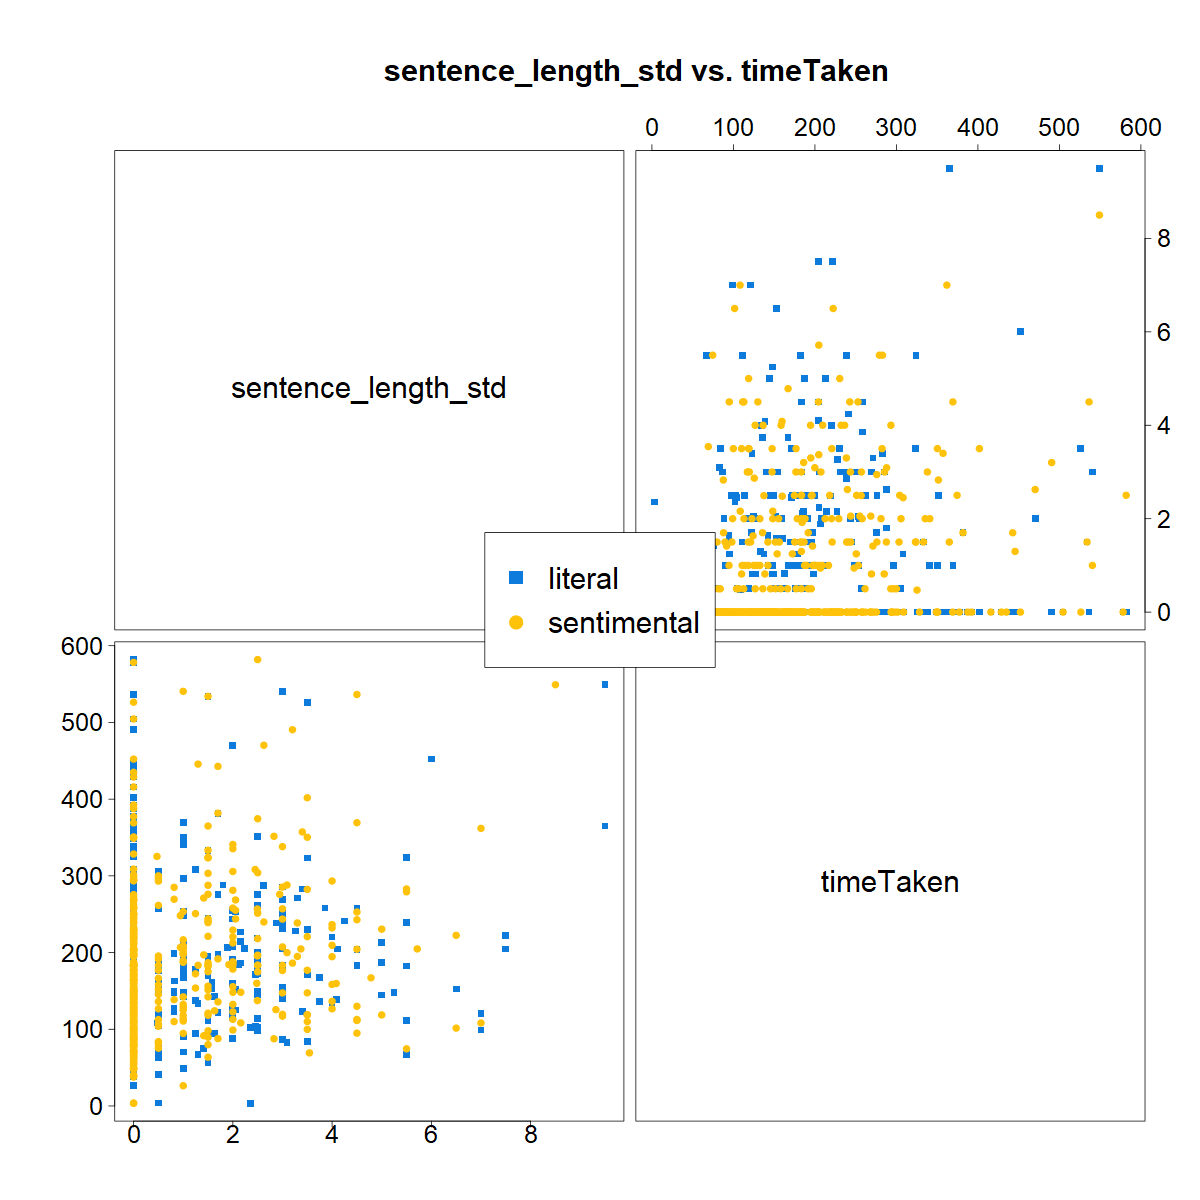 sentence_length_std vs. timeTaken
0 100 200 300 400 500 600
sentence_length_std
8
6
4
2
0
literal
sentimental
600
500
400
300
200
100
0
timeTaken
0 2 4 6 8